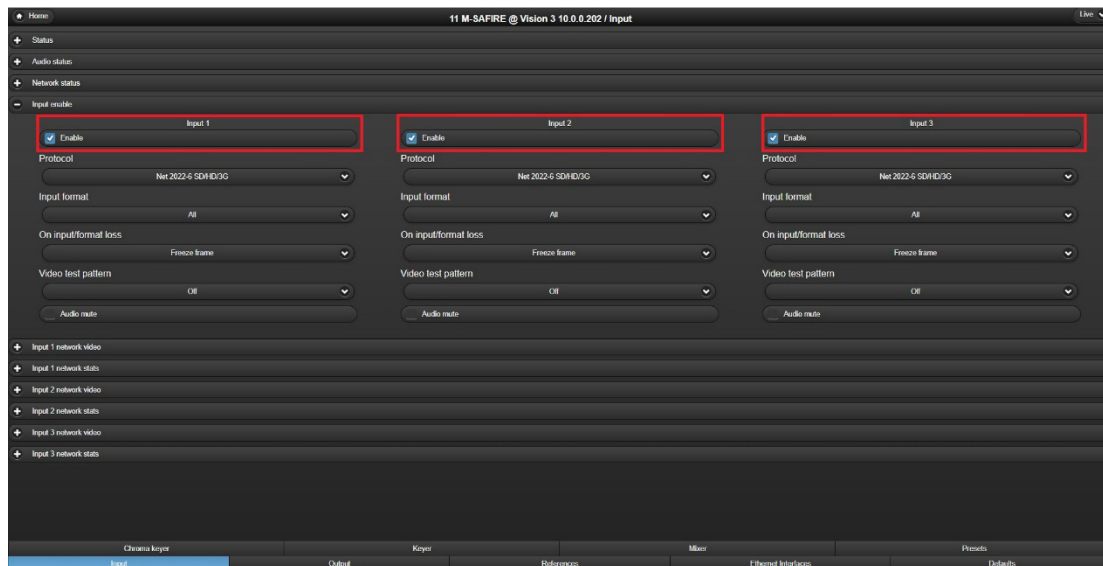 Home
11 M-SAFIRE @ Vision 3 10.0.0.202 / Input
Live
Status
Audio status
Network status
Input enable
Input 1 Input 2 Input 3
Enable Enable Enable
Protocol Protocol Protocol
Net 2022-6 SD/HD/3G Net 2022-6 SD/HD/3G Net 2022-6 SD/HD/3G
Input format Input format Input format
All All All
On input/format loss On input/format loss On input/format loss
Freeze frame Freeze frame Freeze frame
Video test pattern Video test pattern Video test pattern
Off Off Off
Audio mute Audio mute Audio mute
Input 1 network video
Input 1 network stats
Input 2 network video
Input 2 network stats
Input 3 network video
Input 3 network stats
Chroma keyer Keyer Mixer Presets
Input Output References Ethernet Interfaces Defaults